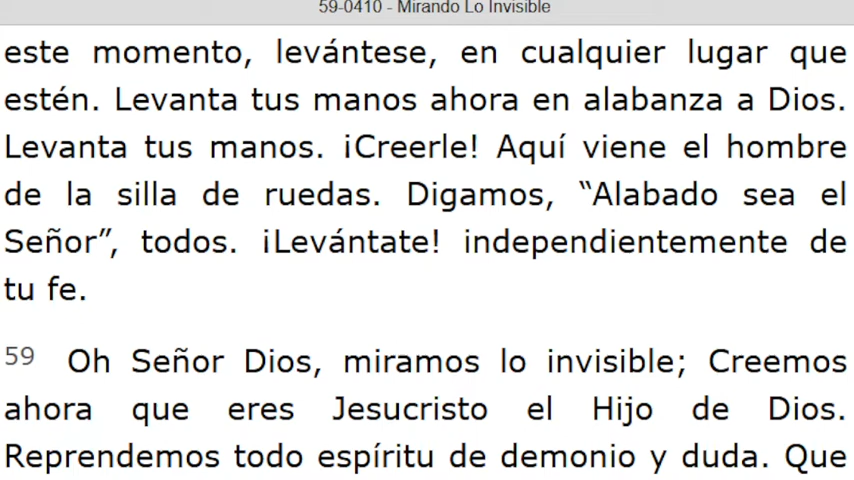 59-0410 - Mirando Lo Invisible
este momento, levántese, en cualquier lugar que
estén. Levanta tus manos ahora en alabanza a Dios.
Levanta tus manos. ¡Creerle! Aquí viene el hombre
de la silla de ruedas. Digamos, “Alabado sea el
Señor”, todos. ¡Levántate! independientemente de
tu fe.
59 Oh Señor Dios, miramos lo invisible; Creemos
ahora que eres Jesucristo el Hijo de Dios.
Reprendemos todo espíritu de demonio y duda. Que